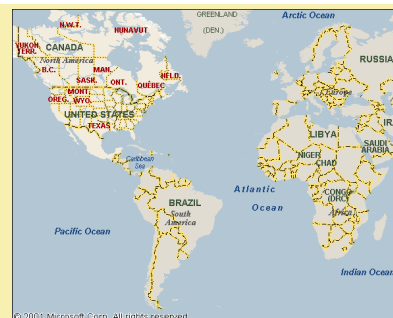 GREENLAND
(DEN.)
Arctic Ocean
N.W.T.
NUNAVUT
YUKON
TERR.
CANADA
North America
RUSSIA
B.C.
MAN.
SASK.
ONT.
NFLD.
QUÉBEC
MONT.
OREG.
WYO.
UNITED STATES
TEXAS
Europe
LIBYA
IR
SAUDI
ARABIA
NIGER
CHAD
Caribbean
Sea
Atlantic
Ocean
BRAZIL
South
America
CONGO
(DRC)
Africa
Pacific Ocean
Indian Ocean
© 2001 Microsoft Corp. All rights reserved.